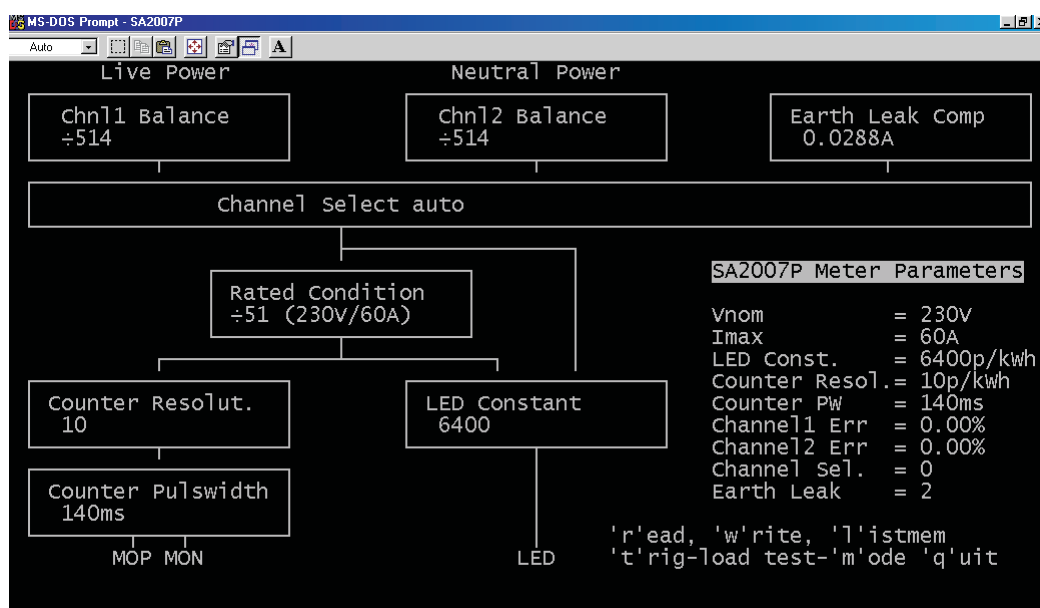 MS-DOS Prompt - SA2007P
Auto
A
Live Power
Neutral Power
Chnl1 Balance
÷514
Chnl2 Balance
÷514
Earth Leak Comp
0.0288A
Channel Select auto
Rated Condition
÷51 (230V/60A)
SA2007P Meter Parameters
Vnom = 230V
Imax = 60A
LED Const. = 6400p/kWh
Counter Resol.= 10p/kWh
Counter PW = 140ms
Channel1 Err = 0.00%
Channel2 Err = 0.00%
Channel Sel. = 0
Earth Leak = 2
Counter Resolut.
10
LED Constant
6400
Counter Pulswidth
140ms
MOP MON
LED
'r'ead, 'w'rite, 'l'istmem
't'rig-load test-'m'ode 'q'uit